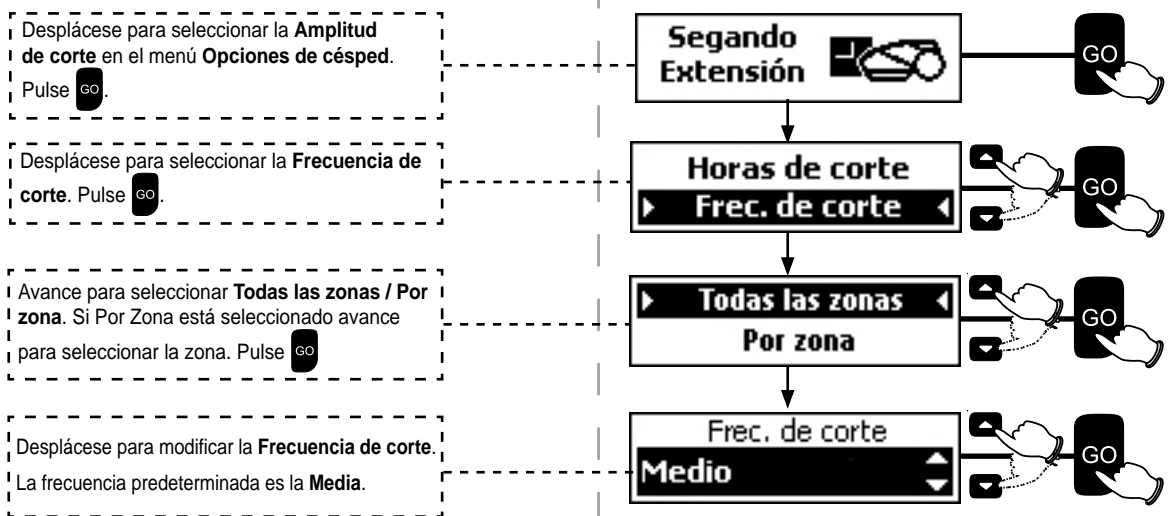 Desplácese para seleccionar la Amplitud
de corte en el menú Opciones de césped.
Pulse GO.
Segando
Extensión
GO
Desplácese para seleccionar la Frecuencia de
corte. Pulse GO.
Horas de corte
Frec. de corte
GO
Avance para seleccionar Todas las zonas / Por
zona. Si Por Zona está seleccionado avance
para seleccionar la zona. Pulse GO
Todas las zonas
Por zona
GO
Desplácese para modificar la Frecuencia de corte.
La frecuencia predeterminada es la Media.
Frec. de corte
Medio
GO